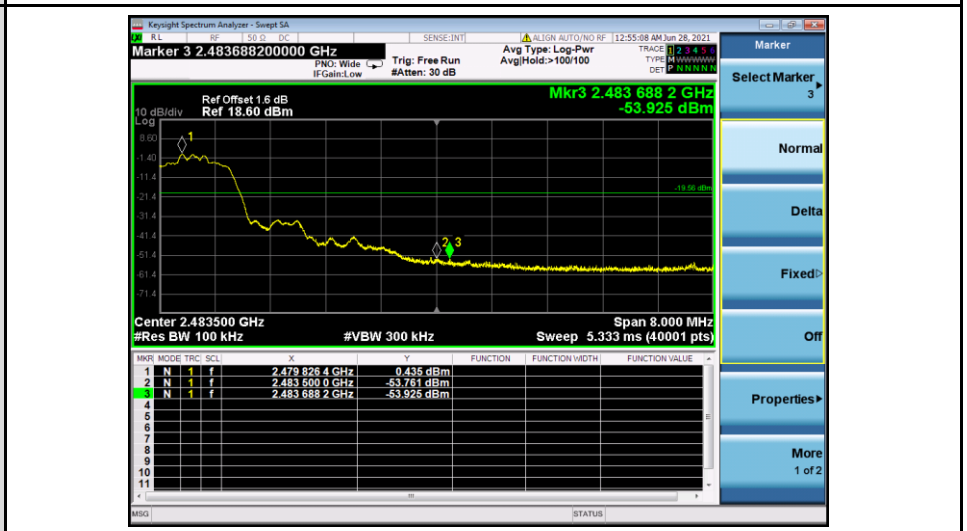 Keysight Spectrum Analyzer - Swept SA
RL RF 50 Ω DC SENSE:INT ALIGN AUTO/NO RF 12:55:08 AM Jun 28, 2021
Marker 3 2.483688200000 GHz
Avg Type: Log-Pwr
TRACE 1 2 3 4 5 6
PNO: Wide Trig: Free Run Avg|Hold:>100/100 TYPE MWWWWW
IFGain:Low #Atten: 30 dB DET P N N N N N
Mkr3 2.483 688 2 GHz
-53.925 dBm
Ref Offset 1.6 dB
10 dB/div Ref 18.60 dBm
Log
8.60
-1.40
-11.4
-21.4
-31.4
-41.4
-51.4
-61.4
-71.4
1
-19.56 dBm
2 3
Center 2.483500 GHz Span 8.000 MHz
#Res BW 100 kHz #VBW 300 kHz Sweep 5.333 ms (40001 pts)
MKR MODE TRC SCL X Y FUNCTION FUNCTION WIDTH FUNCTION VALUE
1 N 1 f 2.479 826 4 GHz 0.435 dBm
2 N 1 f 2.483 500 0 GHz -53.761 dBm
3 N 1 f 2.483 688 2 GHz -53.925 dBm
4
5
6
7
8
9
10
11
MSG STATUS
Marker
Select Marker
3
Normal
Delta
Fixed
Off
Properties
More
1 of 2